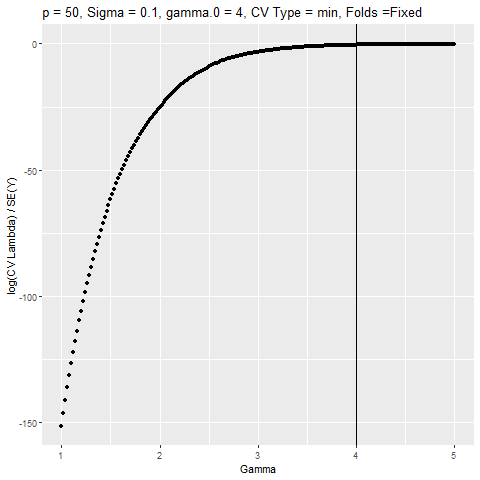 p = 50, Sigma = 0.1, gamma.0 = 4, CV Type = min, Folds =Fixed
log(CV Lambda) / SE(Y)
0
-50
-100
-150
1 2 3 4 5
Gamma